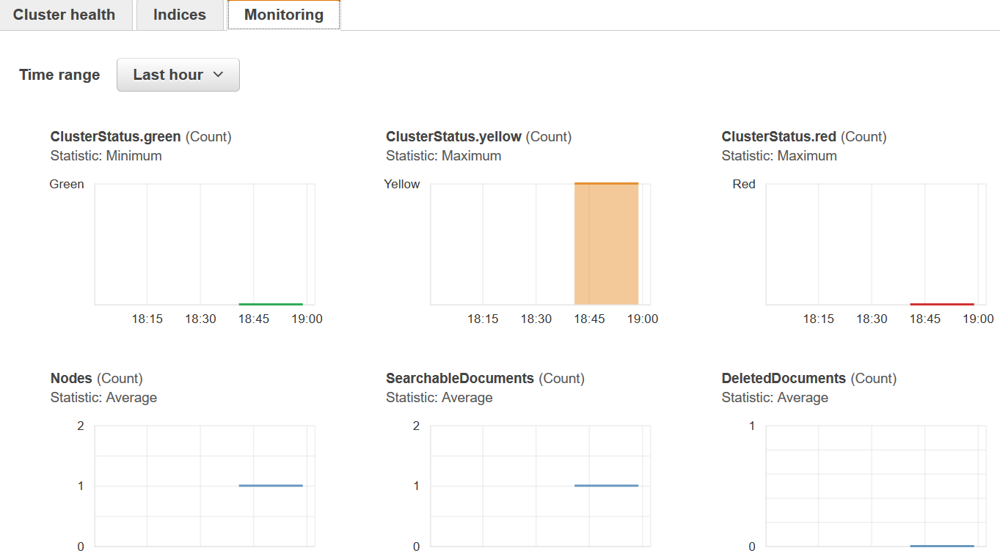 Cluster health Indices Monitoring
Time range Last hour
ClusterStatus.green (Count)
Statistic: Minimum
Green
18:15 18:30 18:45 19:00
ClusterStatus.yellow (Count)
Statistic: Maximum
Yellow
18:15 18:30 18:45 19:00
ClusterStatus.red (Count)
Statistic: Maximum
Red
18:15 18:30 18:45 19:00
Nodes (Count)
Statistic: Average
2
1
0
SearchableDocuments (Count)
Statistic: Average
2
1
0
DeletedDocuments (Count)
Statistic: Average
1
0